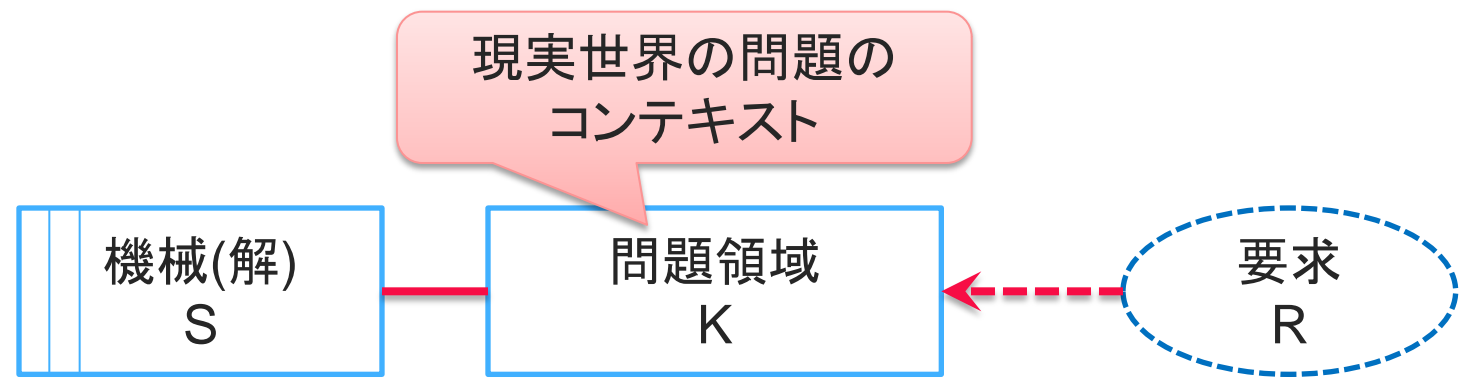 現実世界の問題の
コンテキスト
機械(解)
S
問題領域
K
要求
R